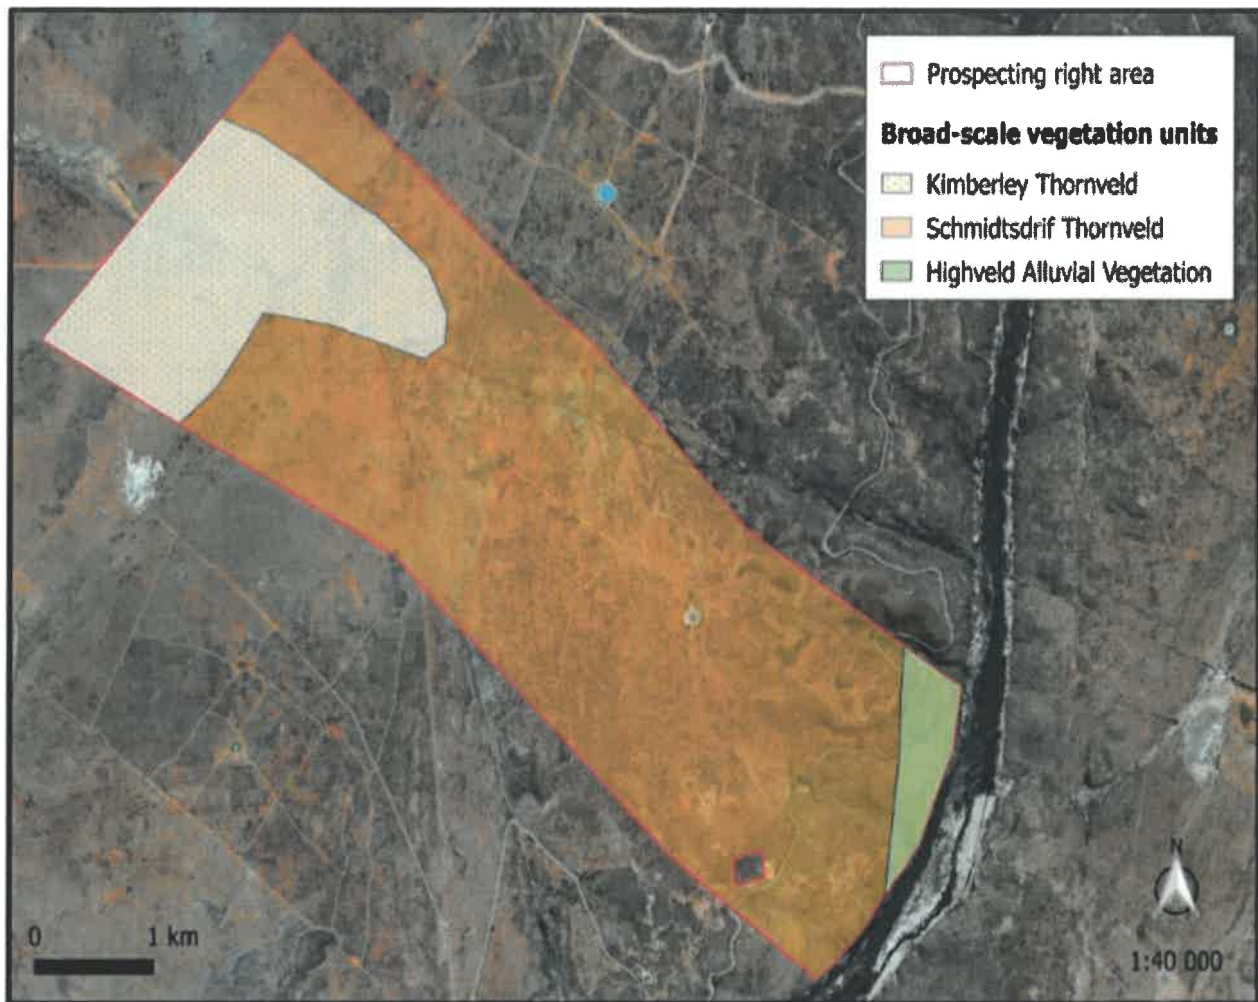 Prospecting right area
Broad-scale vegetation units
Kimberley Thornveld
Schmidtsdrif Thornveld
Highveld Alluvial Vegetation
N
0 1 km
1:40 000